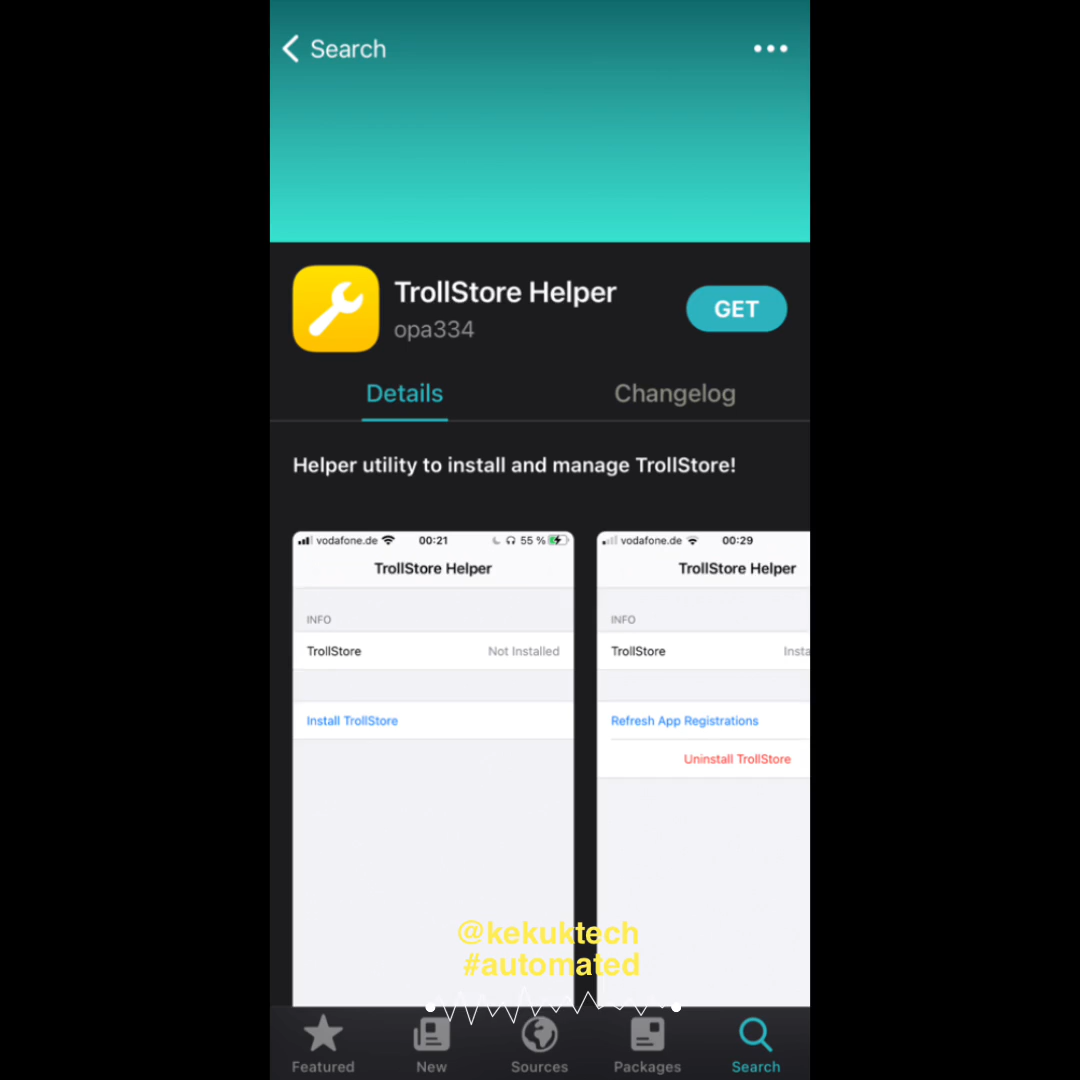 Search
TrollStore Helper
opa334
GET
Details
Changelog
Helper utility to install and manage TrollStore!
vodafone.de 00:21 55 %
TrollStore Helper
INFO
TrollStore Not Installed
Install TrollStore
vodafone.de 00:29
TrollStore Helper
INFO
TrollStore Insta
Refresh App Registrations
Uninstall TrollStore
@kekuktech
#automated
Featured
New
Sources
Packages
Search